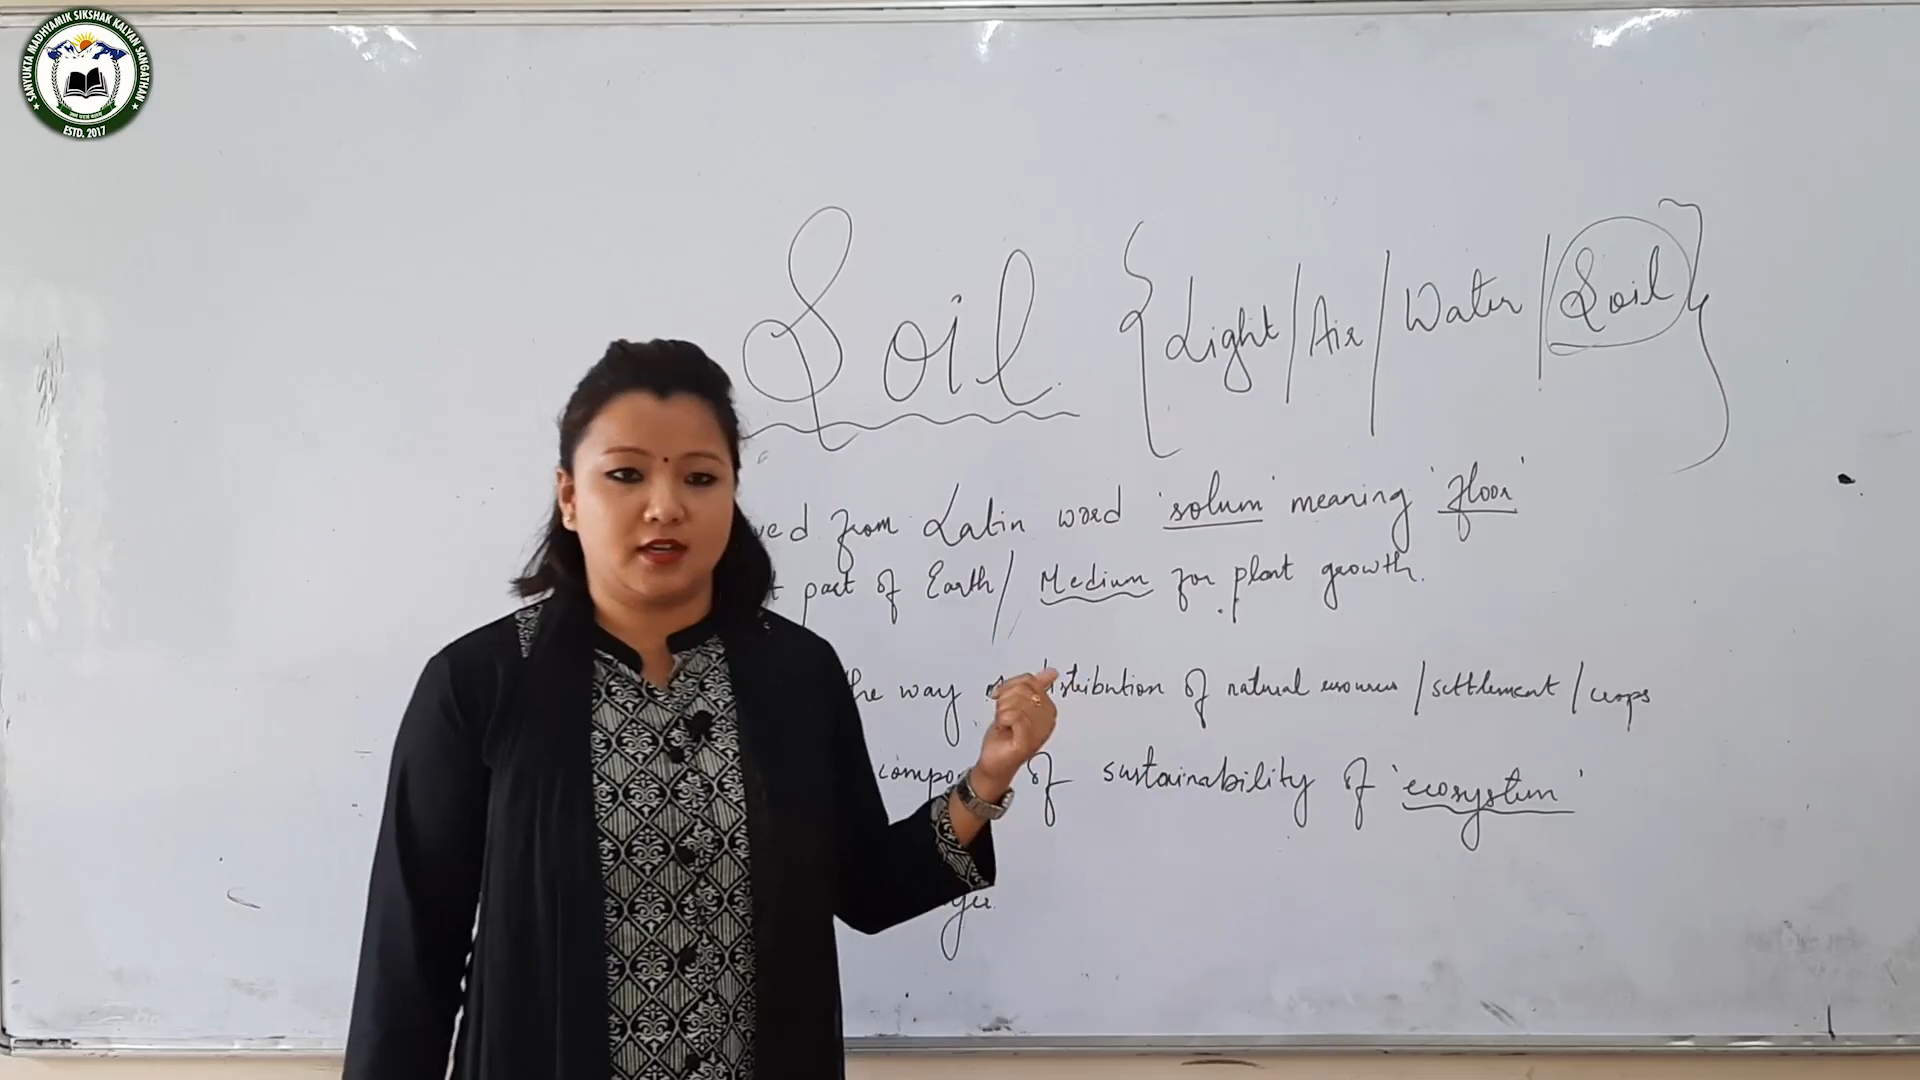 SANYUKTA MADHYAMIK SIKSHAK KALYAN SANGATHAN
ESTD. 2017
Soil { Light / Air / Water / Soil }
ved from Latin word 'solum' meaning 'floor'
t part of Earth / Medium for plant growth.
the way of distribution of natural resources / settlement / crops
compo of sustainability of 'ecosystem'